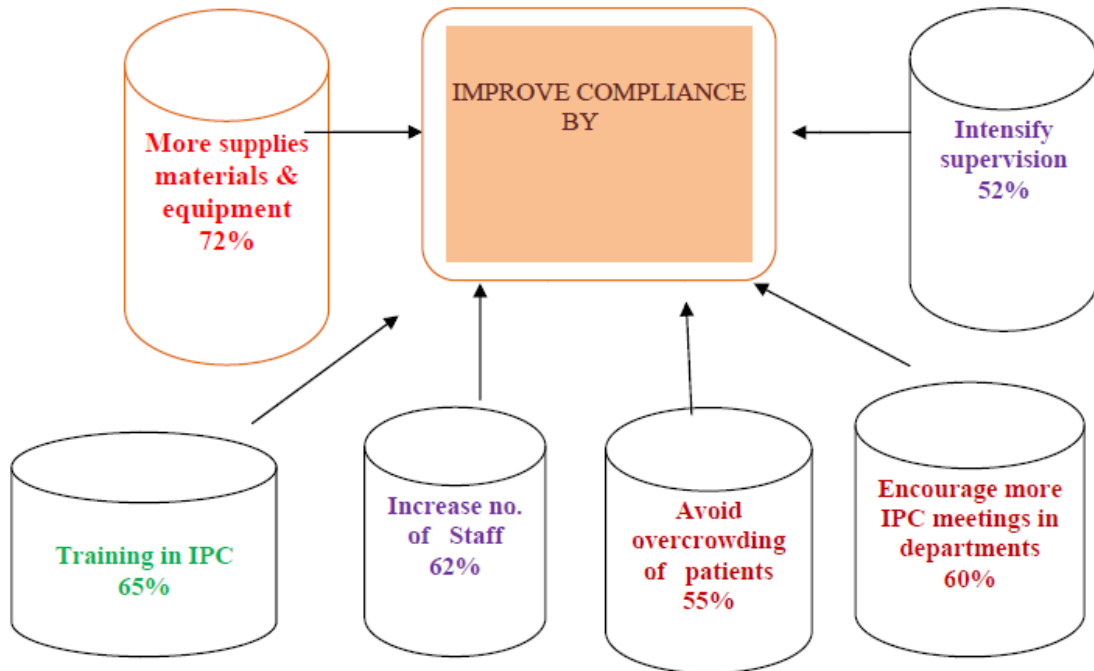 IMPROVE COMPLIANCE
BY
More supplies
materials &
equipment
72%
Intensify
supervision
52%
Training in IPC
65%
Increase no.
of Staff
62%
Avoid
overcrowding
of patients
55%
Encourage more
IPC meetings in
departments
60%